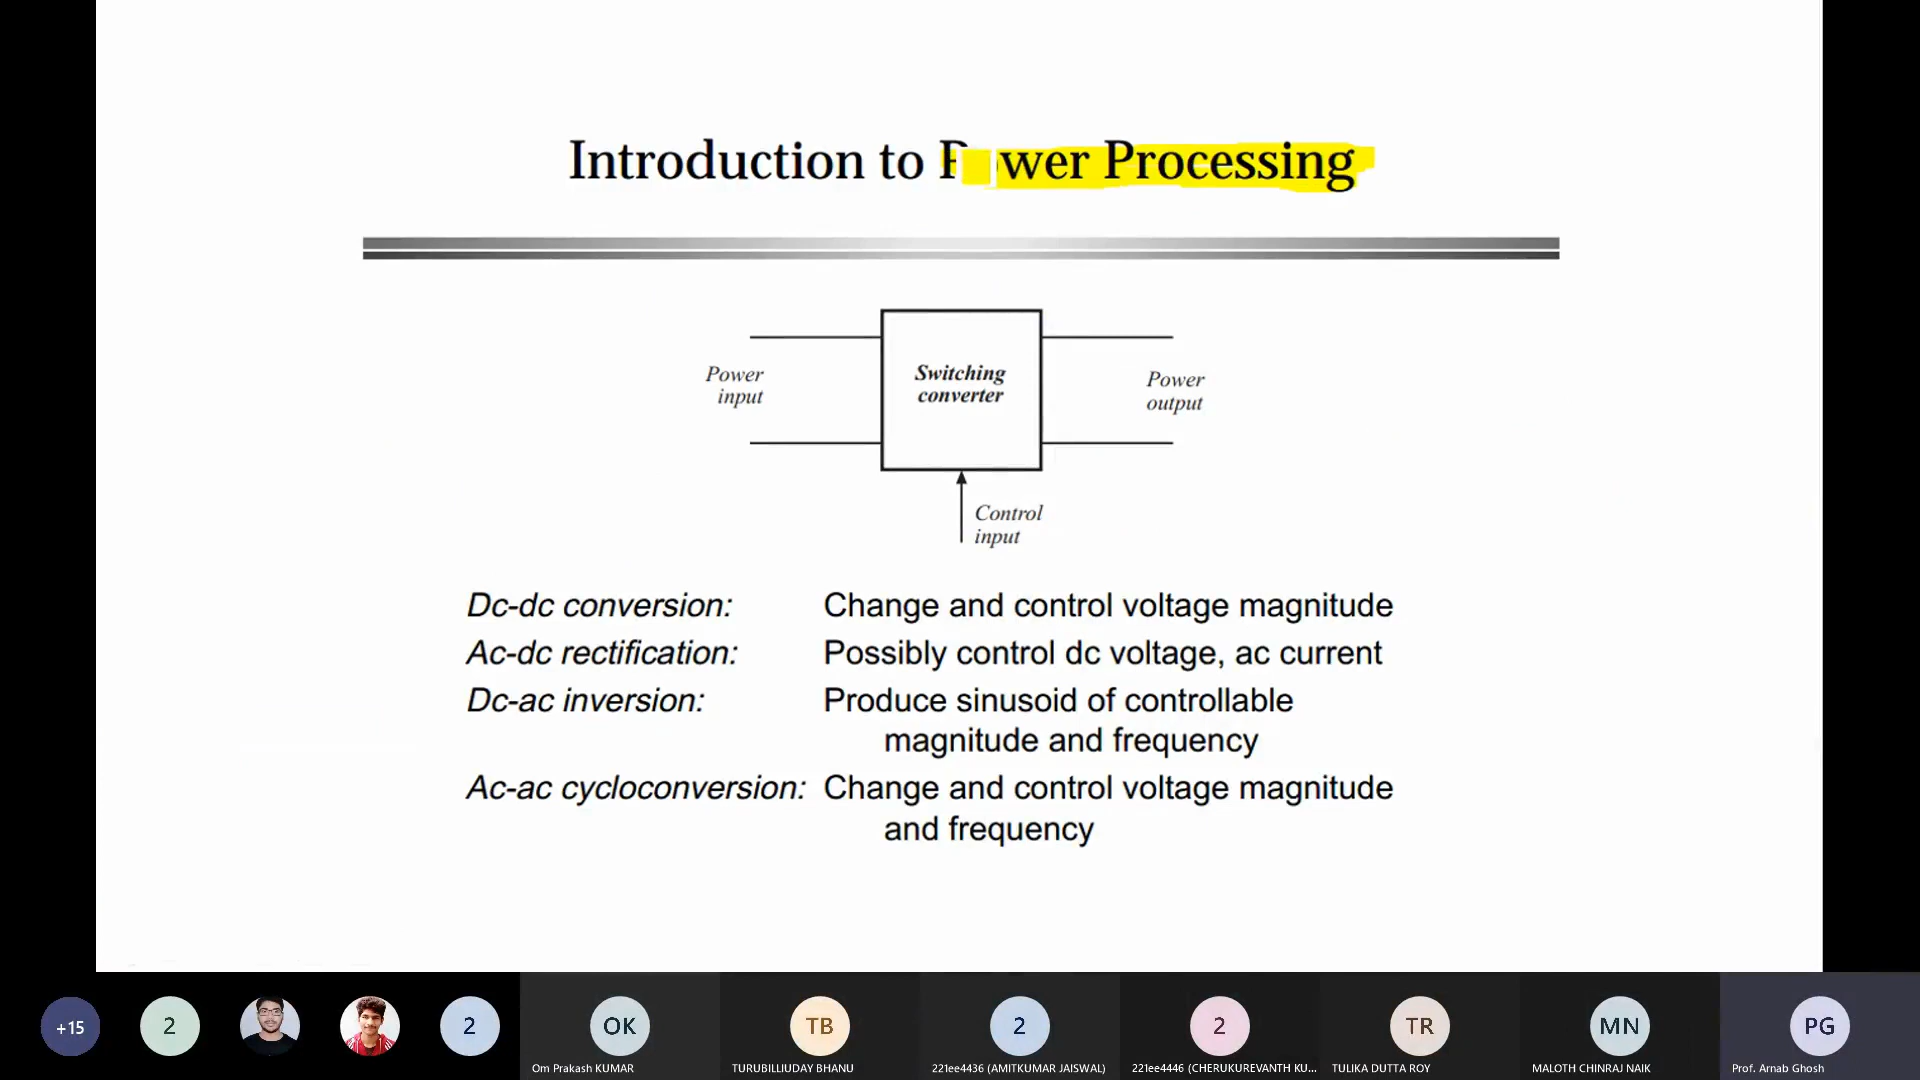 Introduction to Power Processing
Switching
converter
Power
input
Power
output
Control
input
Dc-dc conversion: Change and control voltage magnitude
Ac-dc rectification: Possibly control dc voltage, ac current
Dc-ac inversion: Produce sinusoid of controllable
magnitude and frequency
Ac-ac cycloconversion: Change and control voltage magnitude
and frequency
+15
2
2
OK
TB
2
2
TR
MN
PG
Om Prakash KUMAR
TURUBILLIUDAY BHANU
221ee4436 (AMITKUMAR JAISWAL)
221ee4446 (CHERUKUREVANTH KU...
TULIKA DUTTA ROY
MALOTH CHINRAJ NAIK
Prof. Arnab Ghosh